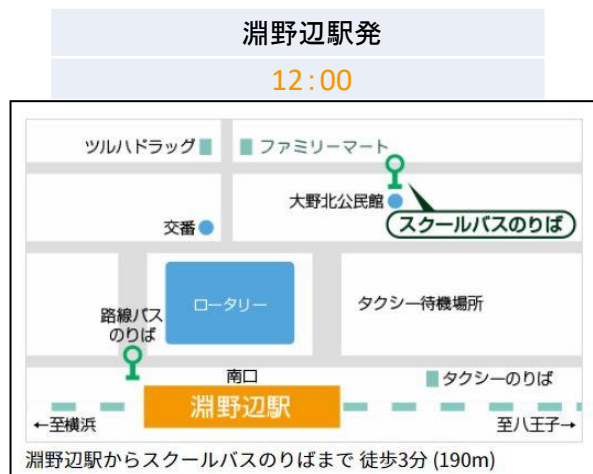 淵野辺駅発
12:00
ツルハドラッグ
ファミリーマート
大野北公民館
スクールバスのりば
交番
ロータリー
タクシー待機場所
路線バス
のりば
南口
タクシーのりば
淵野辺駅
←至横浜
至八王子→
淵野辺駅からスクールバスのりばまで 徒歩3分 (190m)